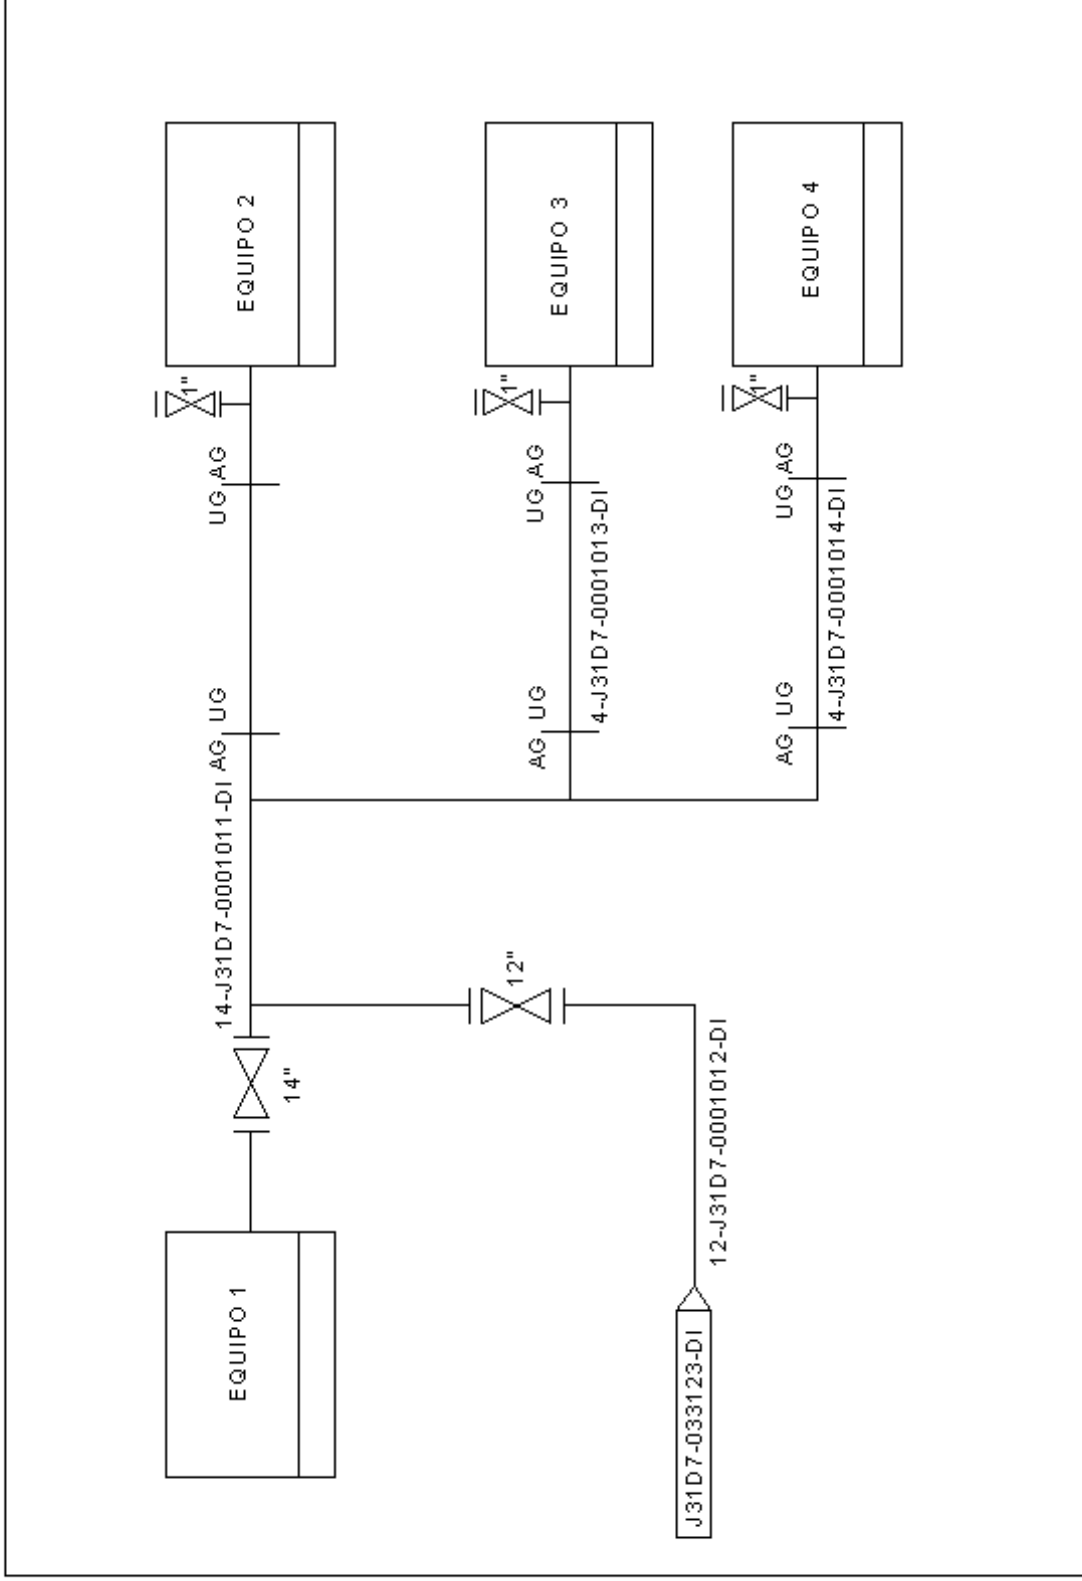 EQUIPO 1
14"
14-J31D7-0001011-DI
AG
UG
UG
AG
1"
EQUIPO 2
12"
AG
UG
4-J31D7-0001013-DI
UG
AG
1"
EQUIPO 3
J31D7-033123-DI
12-J31D7-0001012-DI
AG
UG
4-J31D7-0001014-DI
UG
AG
1"
EQUIPO 4